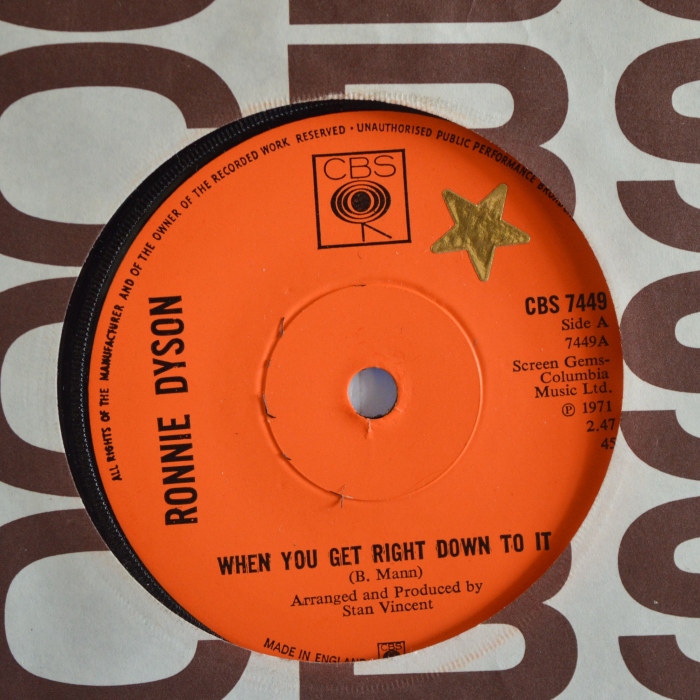 ALL RIGHTS OF THE MANUFACTURER AND OF THE OWNER OF THE RECORDED WORK RESERVED • UNAUTHORISED PUBLIC PERFORMANCE
CBS
CBS 7449
Side A
7449A
Screen Gems-
Columbia
Music Ltd.
℗ 1971
2.47
45
RONNIE DYSON
WHEN YOU GET RIGHT DOWN TO IT
(B. Mann)
Arranged and Produced by
Stan Vincent
MADE IN ENGLAND
CBS